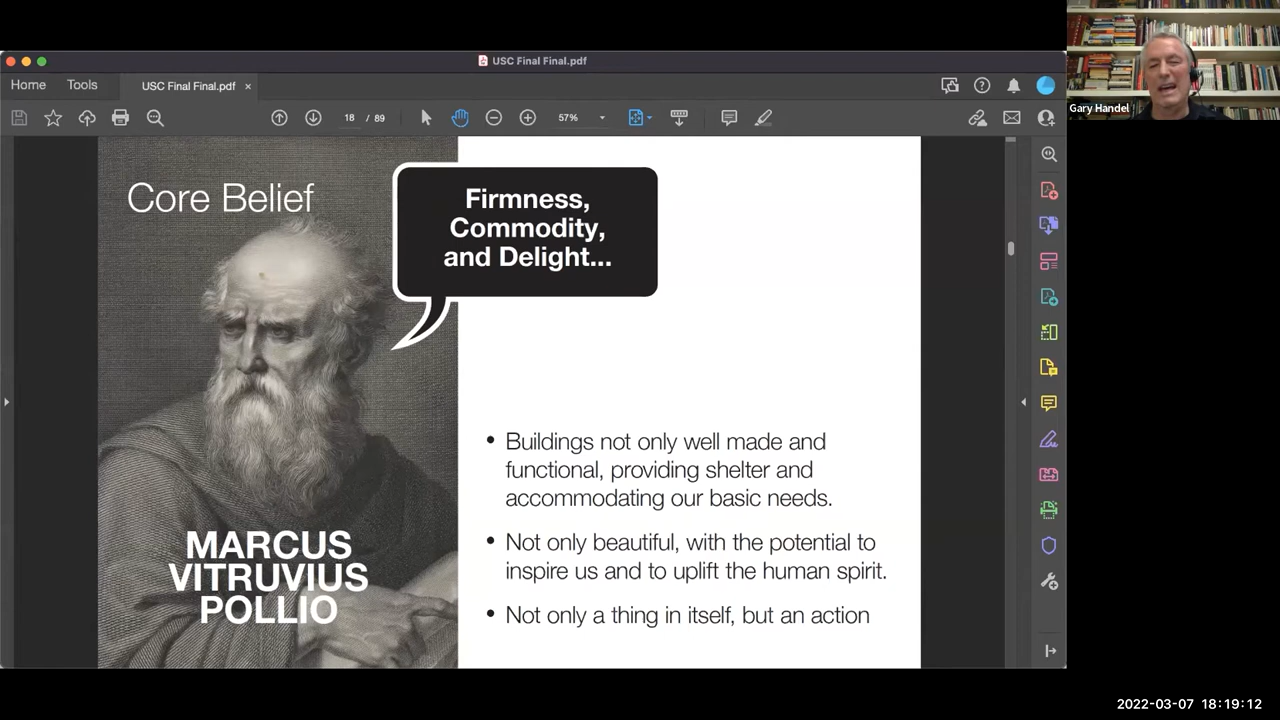 USC Final Final.pdf
Home
Tools
USC Final Final.pdf
18 / 89
57%
Gary Handel
Core Belief
Firmness,
Commodity,
and Delight...
MARCUS
VITRUVIUS
POLLIO
• Buildings not only well made and
functional, providing shelter and
accommodating our basic needs.
• Not only beautiful, with the potential to
inspire us and to uplift the human spirit.
• Not only a thing in itself, but an action
2022-03-07 18:19:12